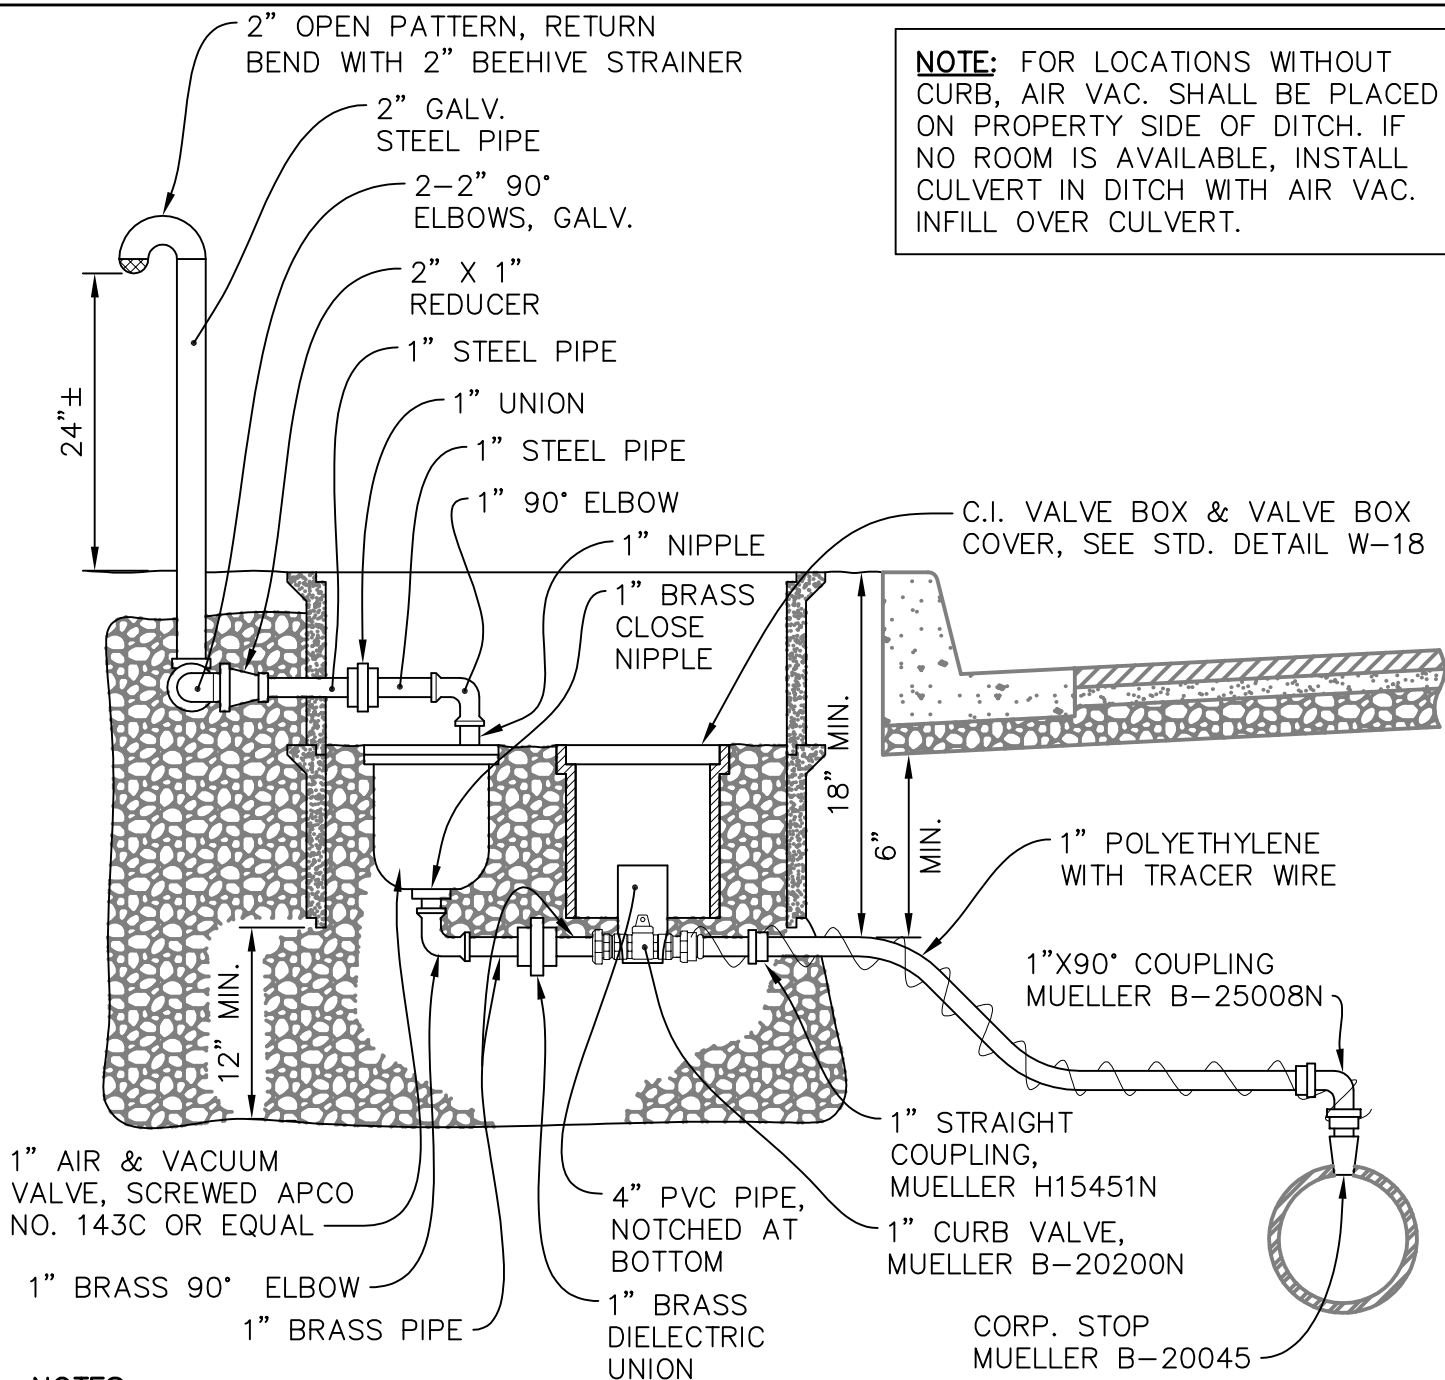 2" OPEN PATTERN, RETURN
BEND WITH 2" BEEHIVE STRAINER
NOTE: FOR LOCATIONS WITHOUT
CURB, AIR VAC. SHALL BE PLACED
ON PROPERTY SIDE OF DITCH. IF
NO ROOM IS AVAILABLE, INSTALL
CULVERT IN DITCH WITH AIR VAC.
INFILL OVER CULVERT.
2" GALV.
STEEL PIPE
2-2" 90°
ELBOWS, GALV.
2" X 1"
REDUCER
1" STEEL PIPE
1" UNION
1" STEEL PIPE
1" 90° ELBOW
1" NIPPLE
1" BRASS
CLOSE
NIPPLE
24"±
C.I. VALVE BOX & VALVE BOX
COVER, SEE STD. DETAIL W-18
18" MIN.
6"
MIN.
12" MIN.
1" POLYETHYLENE
WITH TRACER WIRE
1"X90° COUPLING
MUELLER B-25008N
1" STRAIGHT
COUPLING,
MUELLER H15451N
1" CURB VALVE,
MUELLER B-20200N
CORP. STOP
MUELLER B-20045
1" AIR & VACUUM
VALVE, SCREWED APCO
NO. 143C OR EQUAL
1" BRASS 90° ELBOW
1" BRASS PIPE
4" PVC PIPE,
NOTCHED AT
BOTTOM
1" BRASS
DIELECTRIC
UNION
NOTES